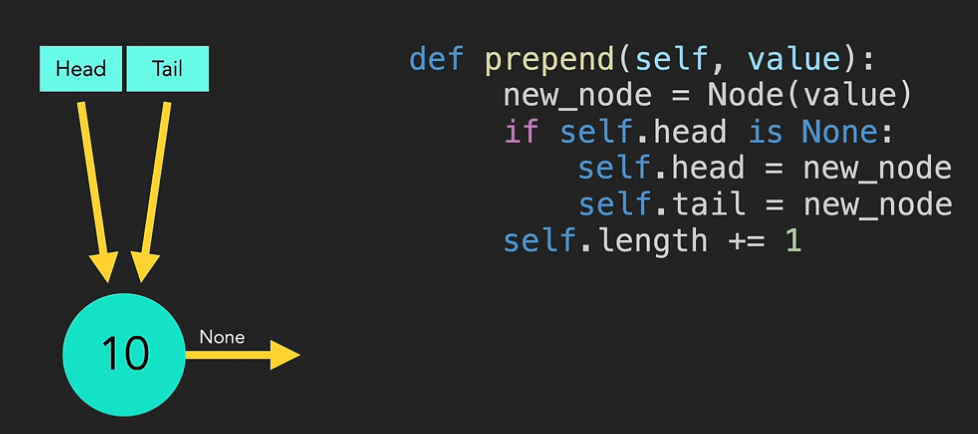 Head Tail
None
10
def prepend(self, value):
    new_node = Node(value)
    if self.head is None:
        self.head = new_node
        self.tail = new_node
    self.length += 1